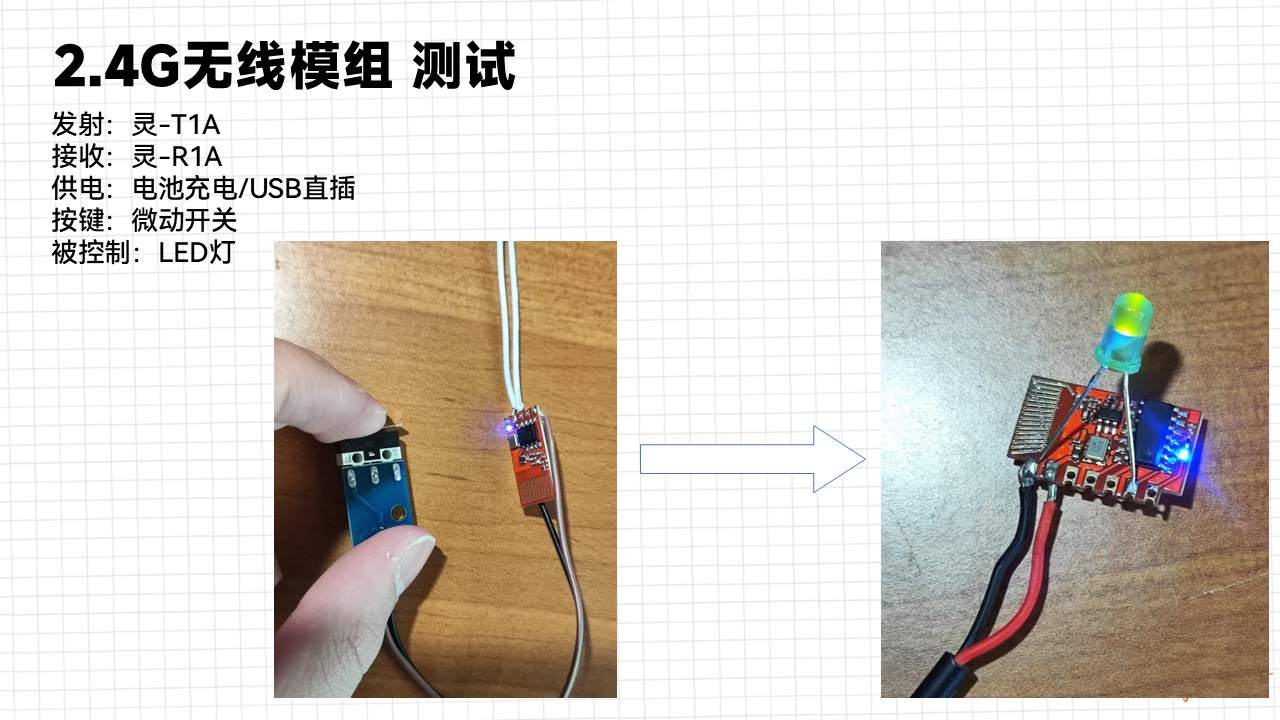 2.4G无线模组 测试
发射：灵-T1A
接收：灵-R1A
供电：电池充电/USB直插
按键：微动开关
被控制：LED灯